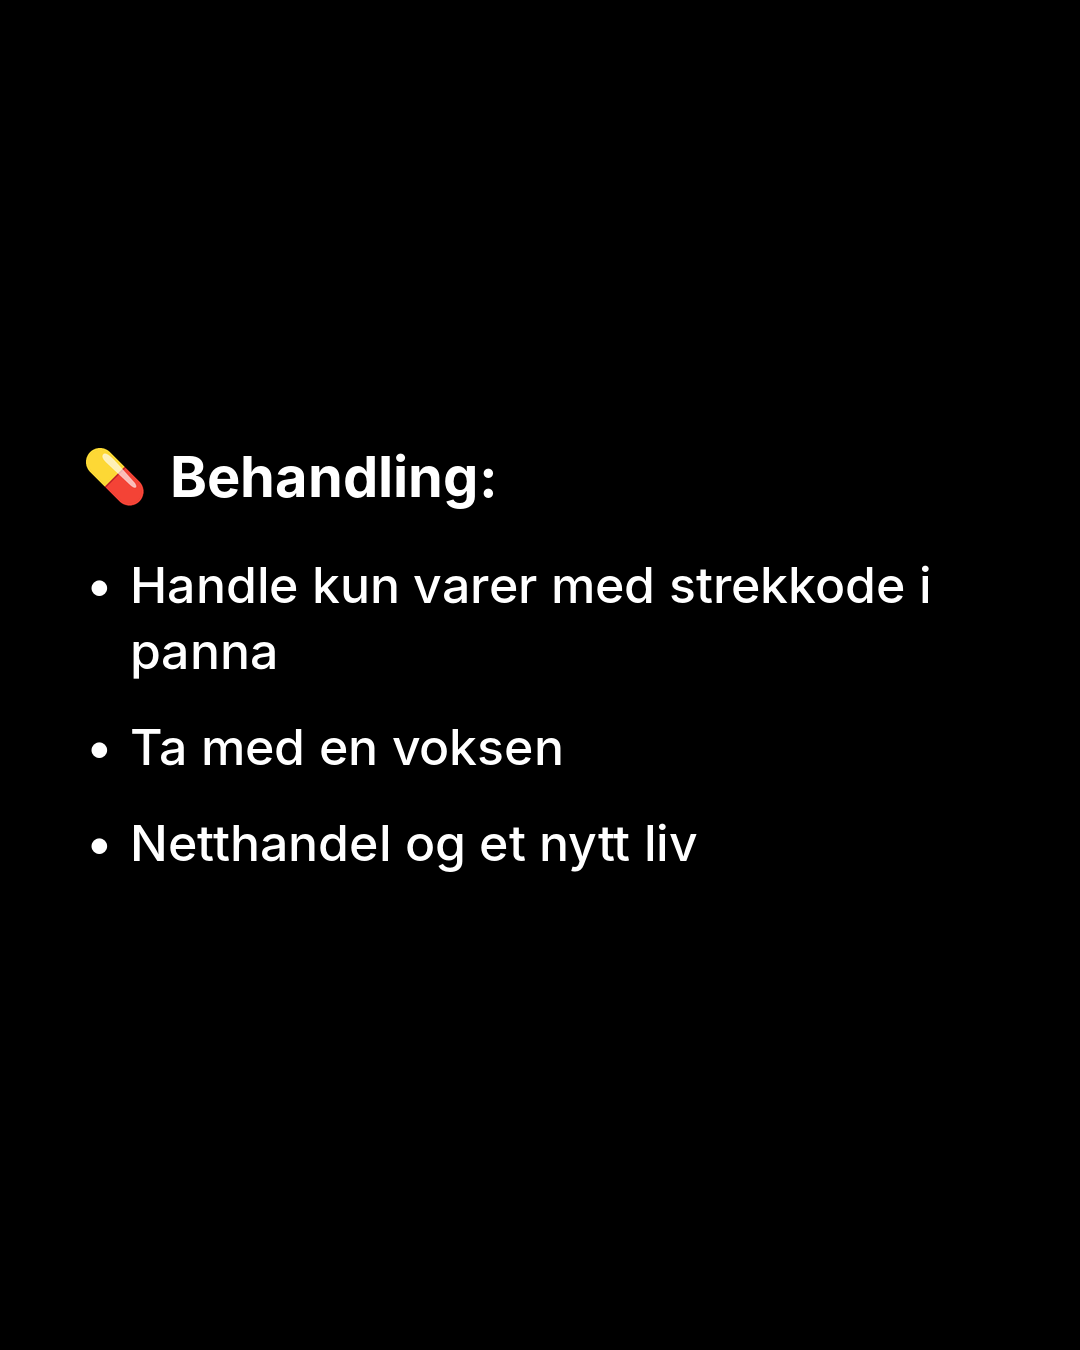 💊 Behandling:
• Handle kun varer med strekkode i
panna
• Ta med en voksen
• Netthandel og et nytt liv